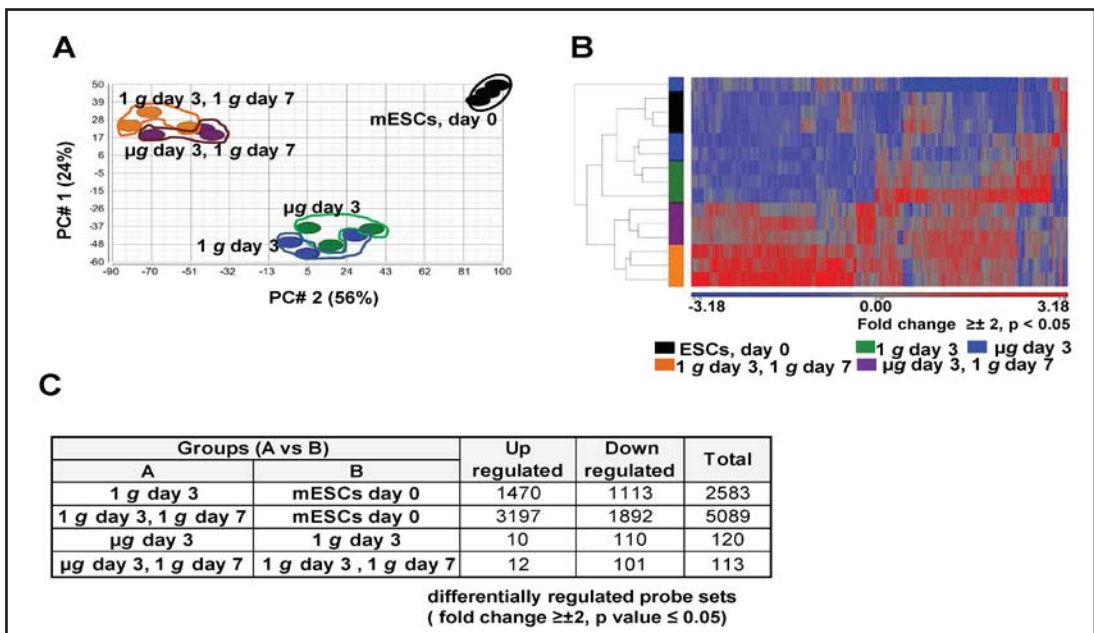 A
50
39
28
17
6
-5
-15
-26
-37
-48
-60
PC# 1 (24%)
1 g day 3, 1 g day 7
µg day 3, 1 g day 7
mESCs, day 0
µg day 3
1 g day 3
-90 -70 -51 -32 -13 5 24 43 62 81 100
PC# 2 (56%)
B
-3.18 0.00 3.18
Fold change ≥± 2, p < 0.05
ESCs, day 0 1 g day 3 µg day 3
1 g day 3, 1 g day 7 µg day 3, 1 g day 7
C
Groups (A vs B) Up regulated Down regulated Total
A B
1 g day 3 mESCs day 0 1470 1113 2583
1 g day 3, 1 g day 7 mESCs day 0 3197 1892 5089
µg day 3 1 g day 3 10 110 120
µg day 3, 1 g day 7 1 g day 3 , 1 g day 7 12 101 113
differentially regulated probe sets
( fold change ≥±2, p value ≤ 0.05)